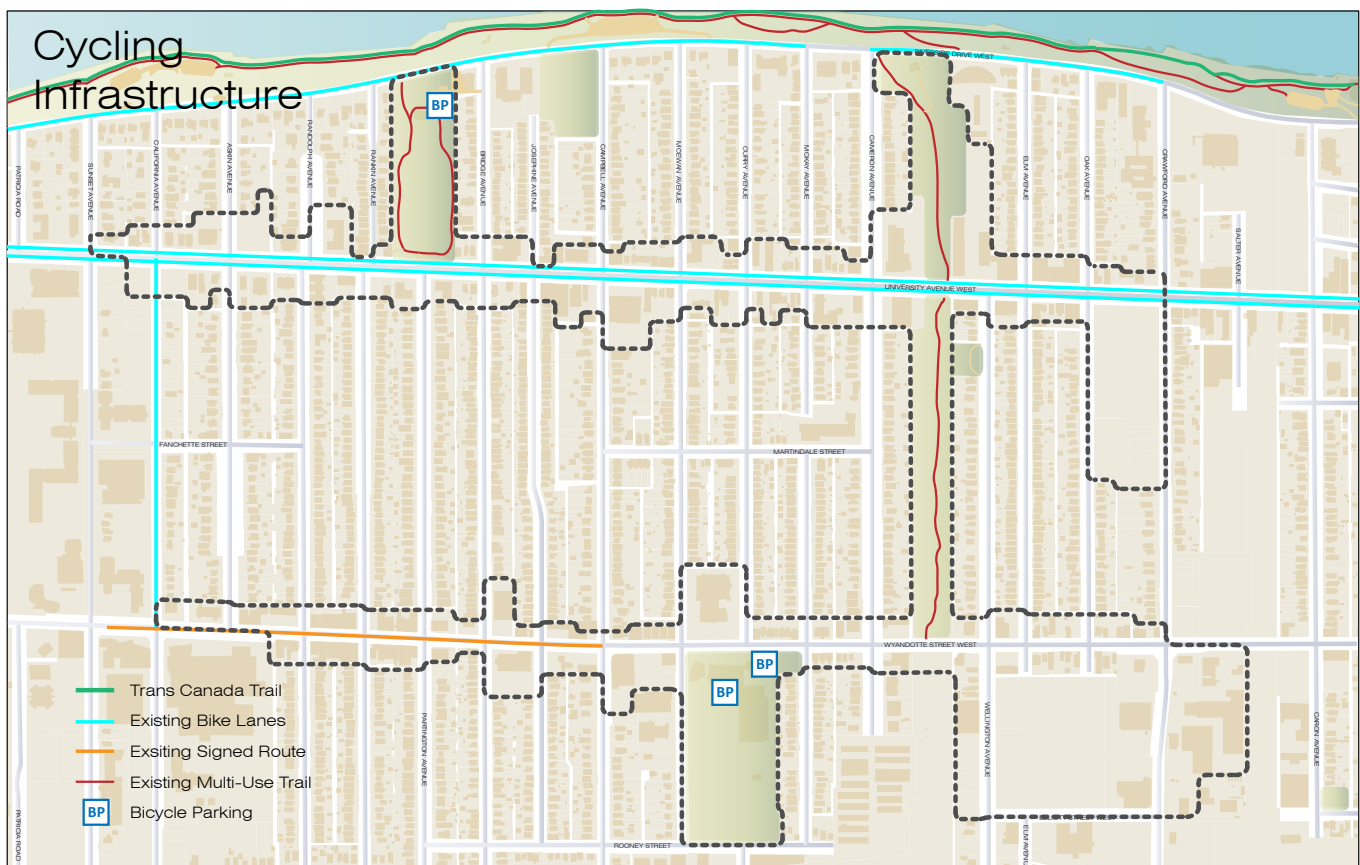 Cycling
Infrastructure
RIVERSIDE DRIVE WEST
BP
PATRICIA ROAD
SUNSET AVENUE
CALIFORNIA AVENUE
ASKIN AVENUE
RANDOLPH AVENUE
RANKIN AVENUE
BRIDGE AVENUE
JOSEPHINE AVENUE
CAMPBELL AVENUE
MCEWAN AVENUE
CURRY AVENUE
MCKAY AVENUE
CAMERON AVENUE
ELM AVENUE
OAK AVENUE
CRAWFORD AVENUE
SALTER AVENUE
UNIVERSITY AVENUE WEST
FANCHETTE STREET
MARTINDALE STREET
WYANDOTTE STREET WEST
BP
BP
Trans Canada Trail
Existing Bike Lanes
Exsiting Signed Route
Existing Multi-Use Trail
BP Bicycle Parking
PARTINGTON AVENUE
WELLINGTON AVENUE
CARON AVENUE
PATRICIA ROAD
ELM AVENUE
ROONEY STREET